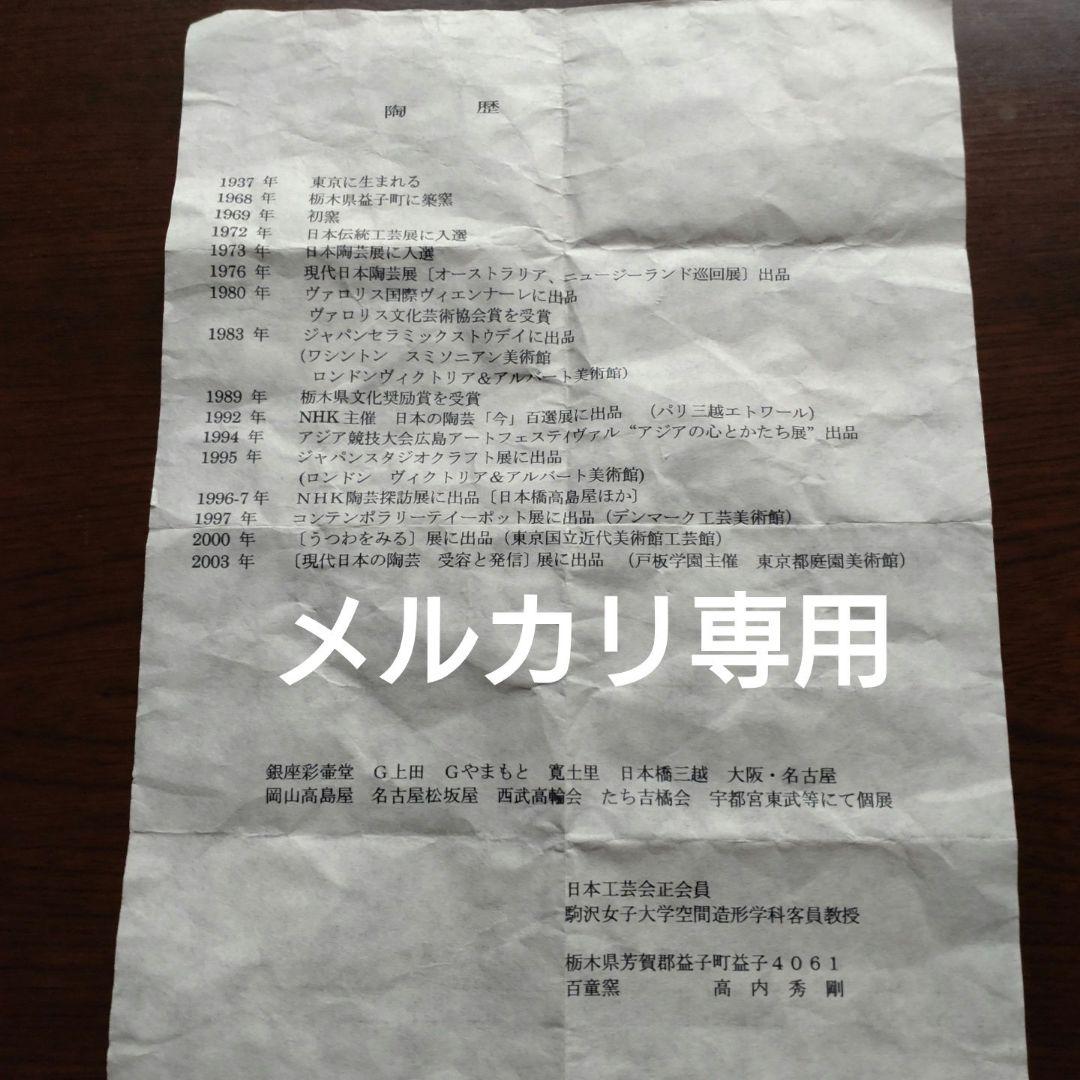 陶 歴
1937 年 東京に生まれる
1968 年 栃木県益子町に築窯
1969 年 初窯
1972 年 日本伝統工芸展に入選
1973 年 日本陶芸展に入選
1976 年 現代日本陶芸展〔オーストラリア、ニュージーランド巡回展〕出品
1980 年 ヴァロリス国際ヴィエンナーレに出品
ヴァロリス文化芸術協会賞を受賞
1983 年 ジャパンセラミックストゥデイに出品
(ワシントン スミソニアン美術館
ロンドンヴィクトリア&アルバート美術館)
1989 年 栃木県文化奨励賞を受賞
1992 年 NHK 主催 日本の陶芸「今」百選展に出品 (パリ三越エトワール)
1994 年 アジア競技大会広島アートフェスティヴァル “アジアの心とかたち展” 出品
1995 年 ジャパンスタジオクラフト展に出品
(ロンドン ヴィクトリア&アルバート美術館)
1996-7 年 NHK陶芸探訪展に出品〔日本橋高島屋ほか〕
1997 年 コンテンポラリーテイーポット展に出品(デンマーク工芸美術館)
2000 年 〔うつわをみる〕展に出品(東京国立近代美術館工芸館)
2003 年 〔現代日本の陶芸 受容と発信〕展に出品 (戸板学園主催 東京都庭園美術館)
メルカリ専用
銀座彩壷堂 G上田 Gやまもと 寛土里 日本橋三越 大阪・名古屋
岡山高島屋 名古屋松坂屋 西武高輪会 たち吉橘会 宇都宮東武等にて個展
日本工芸会正会員
駒沢女子大学空間造形学科客員教授
栃木県芳賀郡益子町益子4061
百童窯 高内秀剛